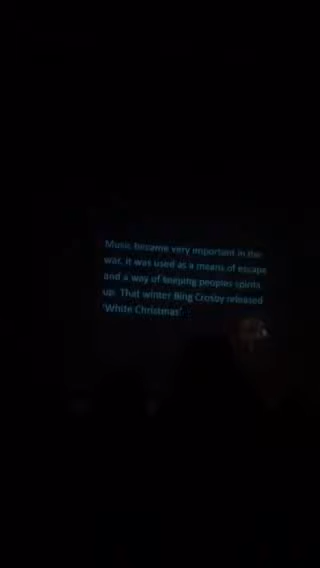 Music became very important in the
war, it was used as a means of escape
and a way of keeping peoples spirits
up. That winter Bing Crosby released
'White Christmas'